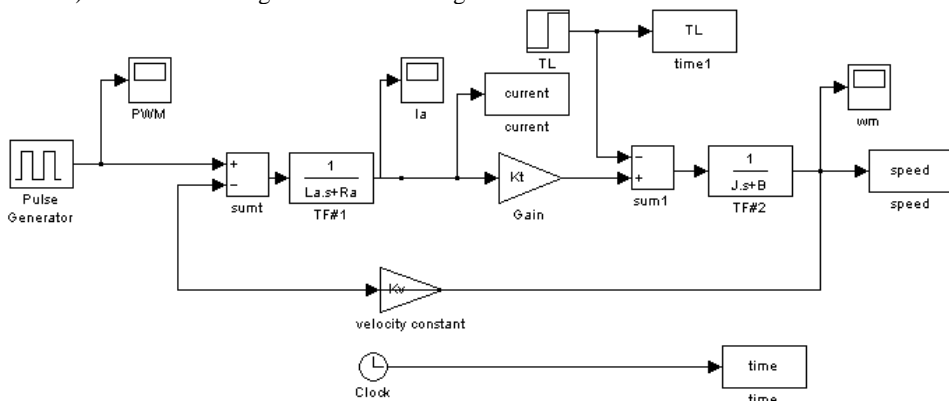 PWM
Pulse
Generator
+
−
sumt
1
La.s+Ra
TF#1
Ia
current
current
Kt
Gain
TL
TL
time1
−
+
sum1
1
J.s+B
TF#2
wm
speed
speed
Kv
velocity constant
Clock
time
time